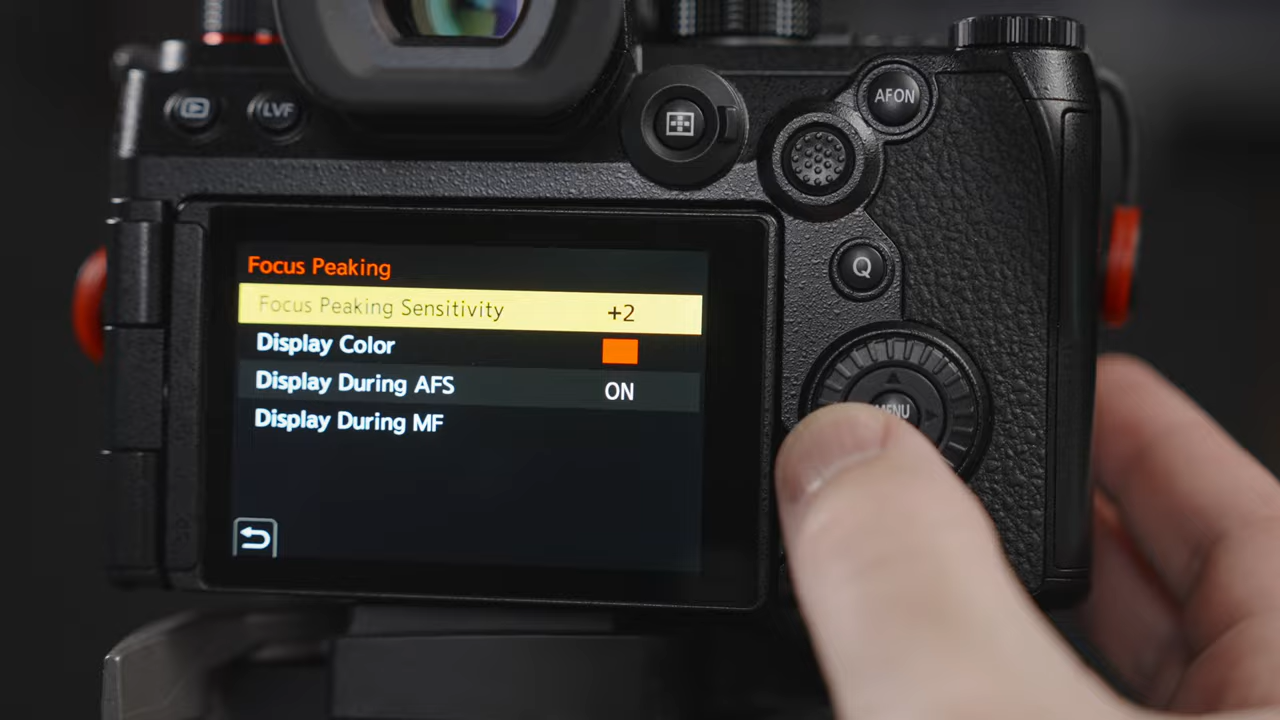 LVF
AFON
Q
Focus Peaking
Focus Peaking Sensitivity +2
Display Color
Display During AFS ON
Display During MF
MENU